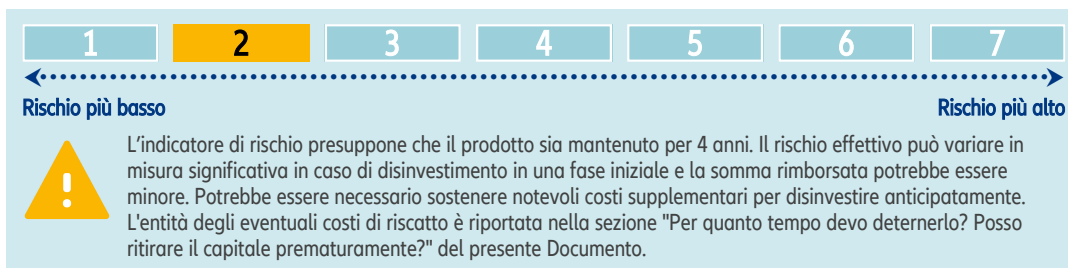 1 2 3 4 5 6 7
Rischio più basso Rischio più alto
L'indicatore di rischio presuppone che il prodotto sia mantenuto per 4 anni. Il rischio effettivo può variare in
misura significativa in caso di disinvestimento in una fase iniziale e la somma rimborsata potrebbe essere
minore. Potrebbe essere necessario sostenere notevoli costi supplementari per disinvestire anticipatamente.
L'entità degli eventuali costi di riscatto è riportata nella sezione "Per quanto tempo devo deternerlo? Posso
ritirare il capitale prematuramente?" del presente Documento.